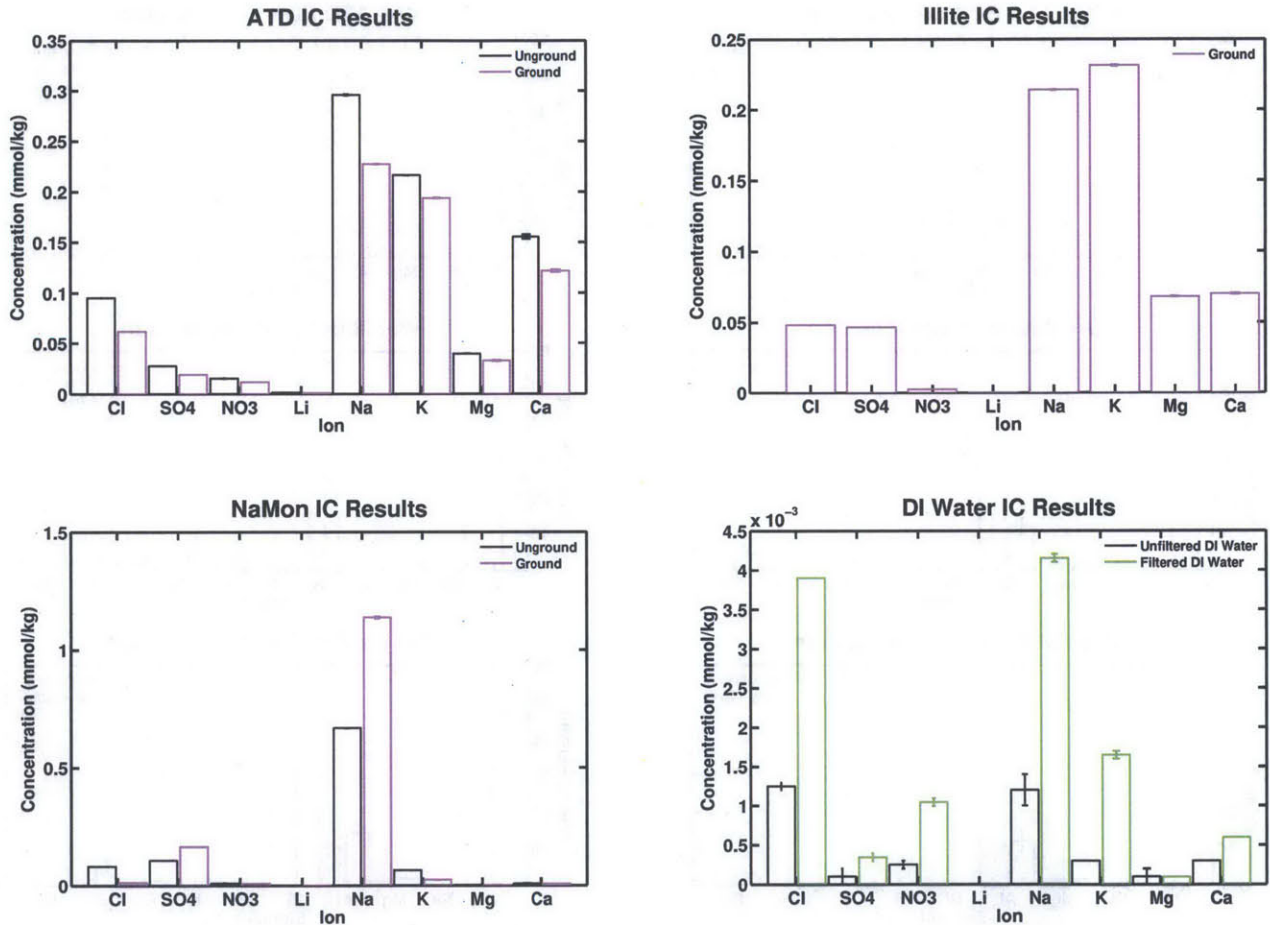 ATD IC Results
Unground
Ground
Concentration (mmol/kg)
0.35
0.3
0.25
0.2
0.15
0.1
0.05
0
Cl SO4 NO3 Li Na K Mg Ca
Ion
Illite IC Results
Ground
Concentration (mmol/kg)
0.25
0.2
0.15
0.1
0.05
0
Cl SO4 NO3 Li Na K Mg Ca
Ion
NaMon IC Results
Unground
Ground
Concentration (mmol/kg)
1.5
1
0.5
0
Cl SO4 NO3 Li Na K Mg Ca
Ion
DI Water IC Results
x 10⁻³
Unfiltered DI Water
Filtered DI Water
Concentration (mmol/kg)
4.5
4
3.5
3
2.5
2
1.5
1
0.5
0
Cl SO4 NO3 Li Na K Mg Ca
Ion